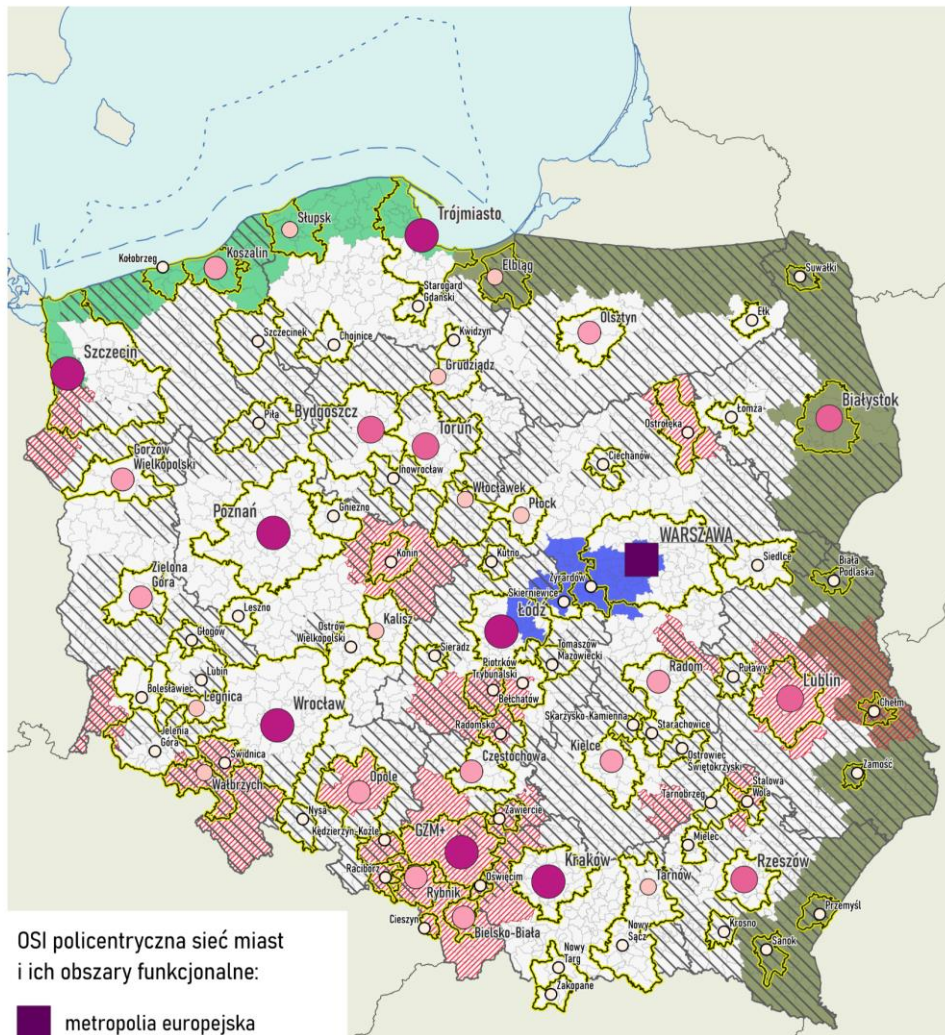 Słupsk
Trójmiasto
Kołobrzeg
Koszalin
Elbląg
Suwałki
Starogard
Gdański
Ełk
Szczecinek
Chojnice
Kwidzyn
Olsztyn
Szczecin
Grudziądz
Białystok
Piła
Bydgoszcz
Toruń
Łomża
Ostrołęka
Gorzów
Wielkopolski
Inowrocław
Ciechanów
Włocławek
Płock
Poznań
Gniezno
WARSZAWA
Konin
Kutno
Siedlce
Biała
Podlaska
Żyrardów
Skierniewice
Zielona
Góra
Leszno
Łódź
Kalisz
Ostrów
Wielkopolski
Głogów
Sieradz
Tomaszów
Mazowiecki
Piotrków
Trybunalski
Radom
Puławy
Lublin
Lubin
Bolesławiec
Legnica
Wrocław
Bełchatów
Chełm
Radomsko
Skarżysko-Kamienna
Starachowice
Jelenia
Góra
Świdnica
Częstochowa
Kielce
Ostrowiec
Świętokrzyski
Zamość
Wałbrzych
Opole
Stalowa
Wola
Tarnobrzeg
Nysa
Zawiercie
Kędzierzyn-Koźle
GZM+
Mielec
Racibórz
Oświęcim
Kraków
Tarnów
Rzeszów
Rybnik
Cieszyn
Bielsko-Biała
Krosno
Przemyśl
Nowy
Sącz
Sanok
Nowy
Targ
Zakopane
OSI policentryczna sieć miast
i ich obszary funkcjonalne:
metropolia europejska